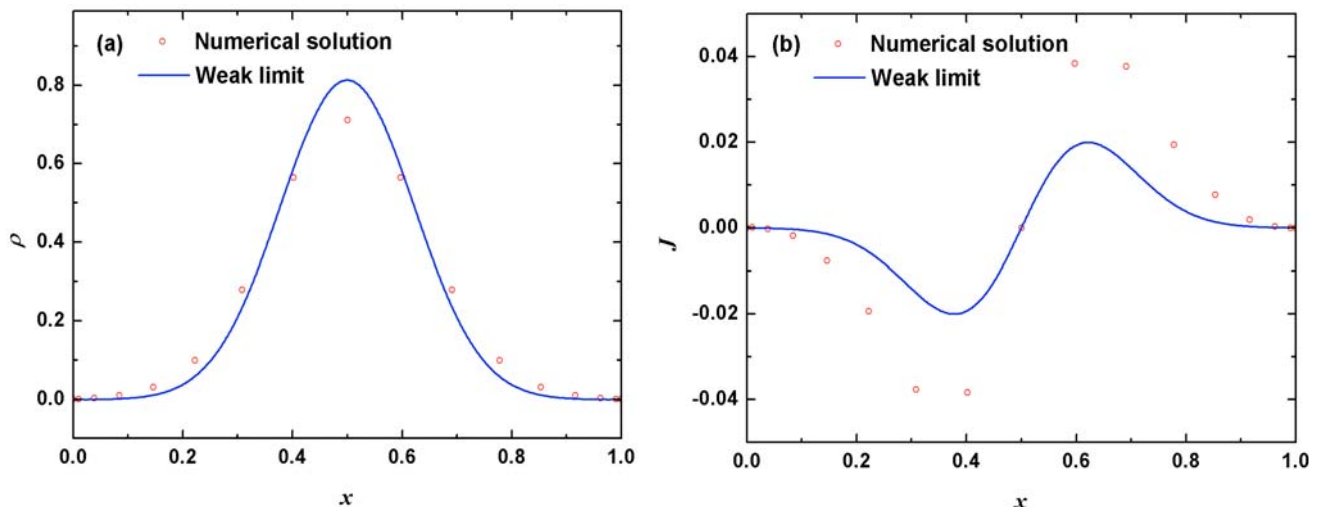 (a)
Numerical solution
Weak limit
0.8
0.6
0.4
0.2
0.0
ρ
0.0 0.2 0.4 0.6 0.8 1.0
x
(b)
Numerical solution
Weak limit
0.04
0.02
0.00
-0.02
-0.04
J
0.0 0.2 0.4 0.6 0.8 1.0
x